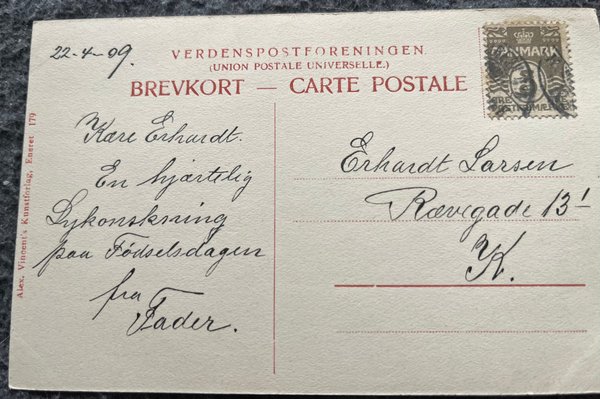 22-4-09.
VERDENSPOSTFORENINGEN.
(UNION POSTALE UNIVERSELLE.)
BREVKORT — CARTE POSTALE
DANMARK
Alex. Vincent's Kunstforlag, Eneret 179
Kære Erhardt.
En hjærtelig
Lykønskning
paa Fødselsdagen
fra
Fader.
Erhardt Larsen
Rævegade 13¹
K.